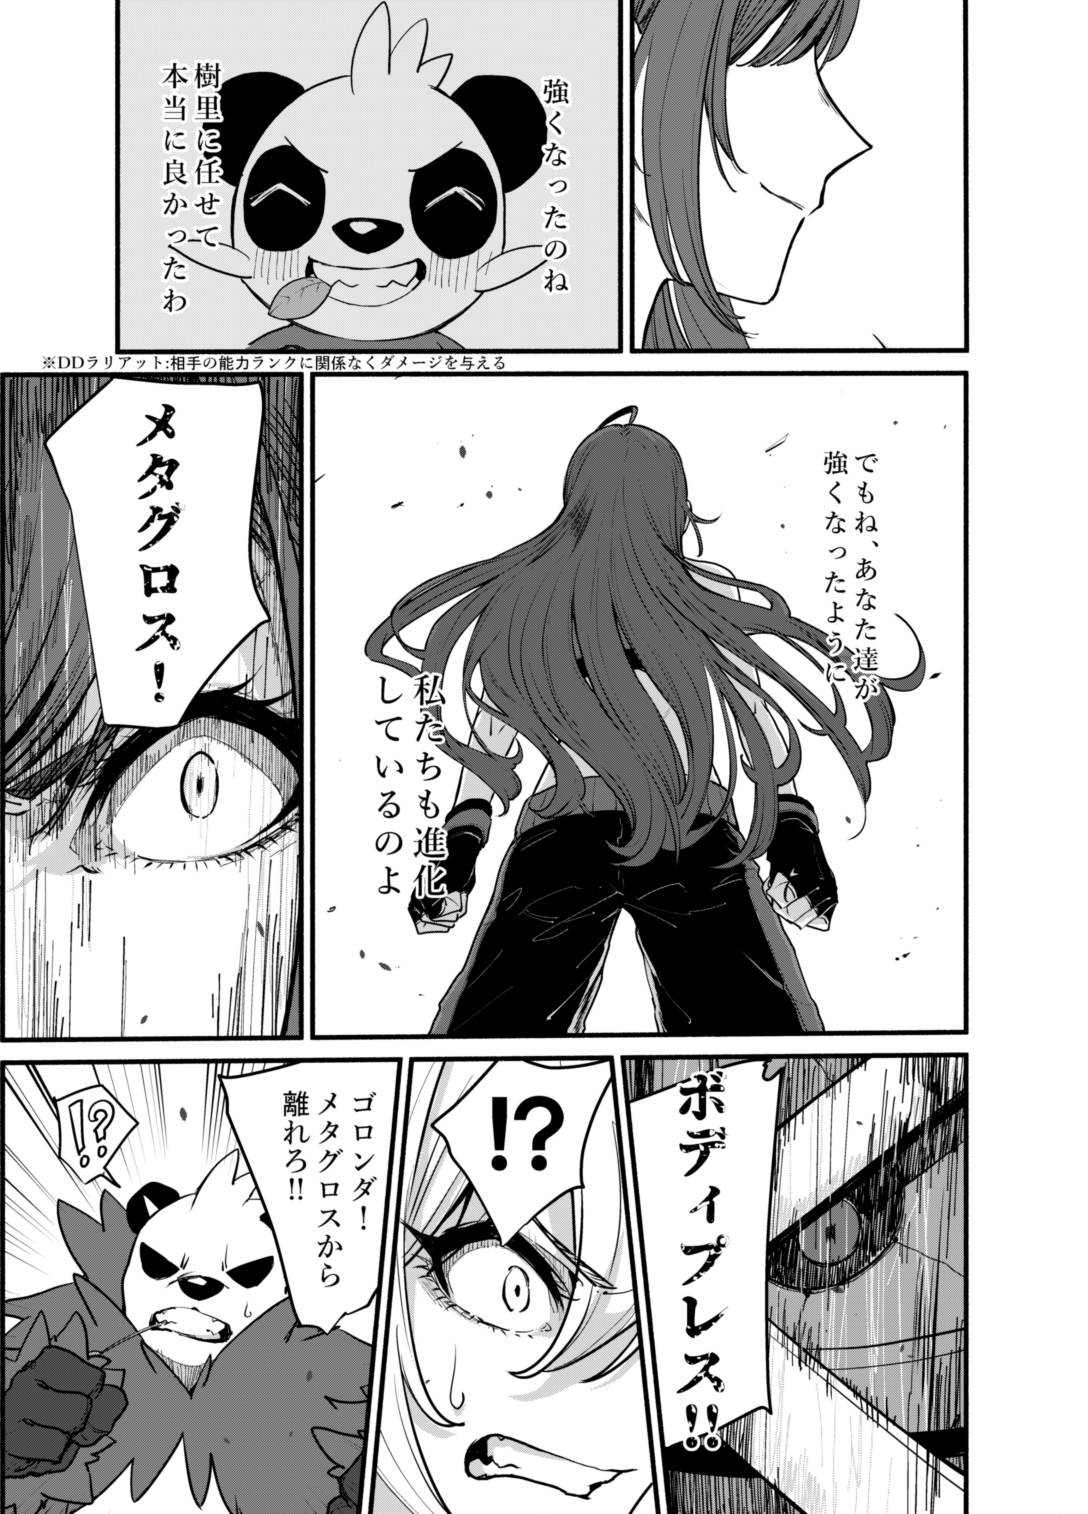 強くなったのね
樹里に任せて
本当に良かったわ
※DDラリアット:相手の能力ランクに関係なくダメージを与える
でもね、あなた達が
強くなったように
私たちも進化
しているのよ
メタグロス!
ボディプレス!!
!?
ゴロンダ!
メタグロスから
離れろ!!
!?